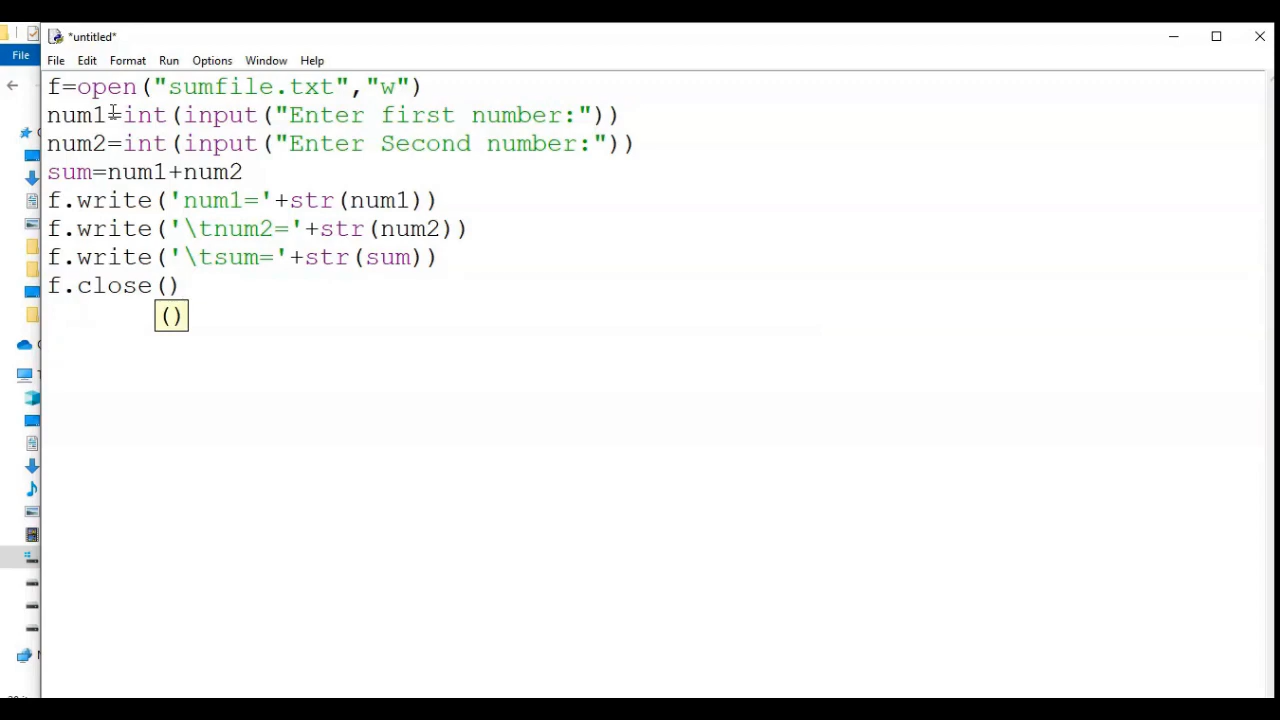 *untitled*
File
File Edit Format Run Options Window Help
f=open("sumfile.txt","w")
num1=int(input("Enter first number:"))
num2=int(input("Enter Second number:"))
sum=num1+num2
f.write('num1='+str(num1))
f.write('\tnum2='+str(num2))
f.write('\tsum='+str(sum))
f.close()
()